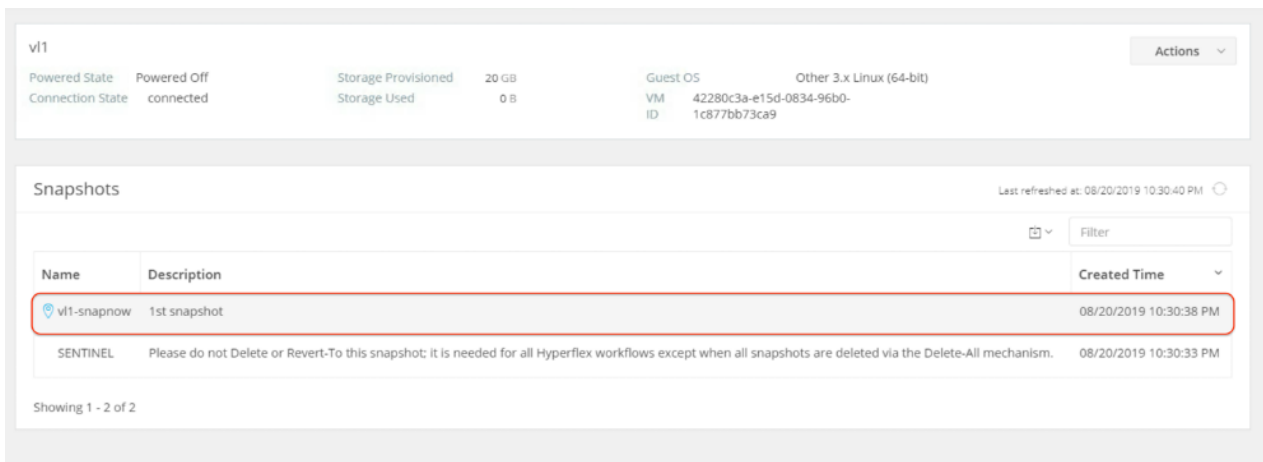 vl1
Actions
Powered State Powered Off Storage Provisioned 20 GB Guest OS Other 3.x Linux (64-bit)
Connection State connected Storage Used 0 B VM 42280c3a-e15d-0834-96b0-
ID 1c877bb73ca9
Snapshots
Last refreshed at: 08/20/2019 10:30:40 PM
Filter
Name Description Created Time
vl1-snapnow 1st snapshot 08/20/2019 10:30:38 PM
SENTINEL Please do not Delete or Revert-To this snapshot; it is needed for all Hyperflex workflows except when all snapshots are deleted via the Delete-All mechanism. 08/20/2019 10:30:33 PM
Showing 1 - 2 of 2